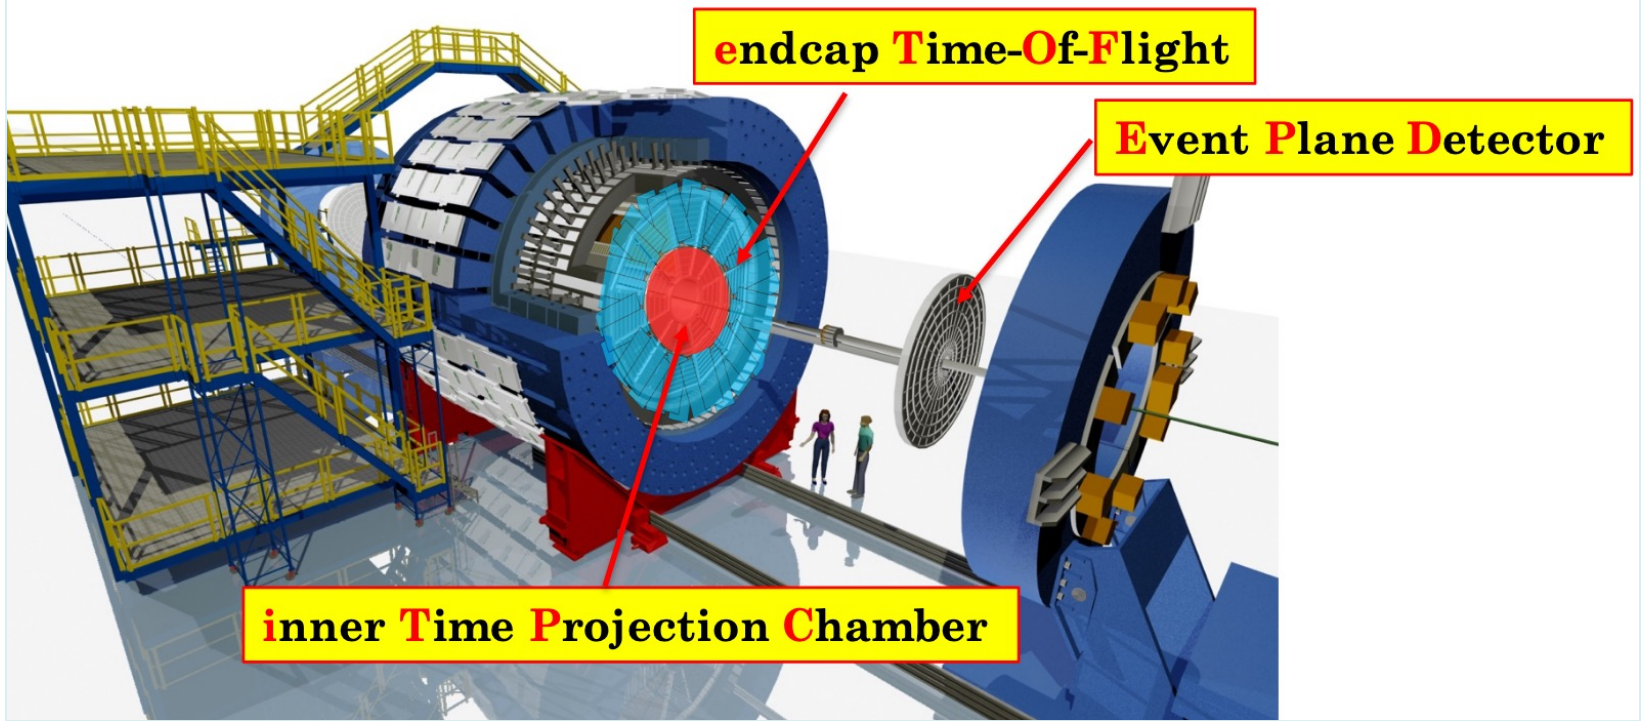 endcap Time-Of-Flight
Event Plane Detector
inner Time Projection Chamber